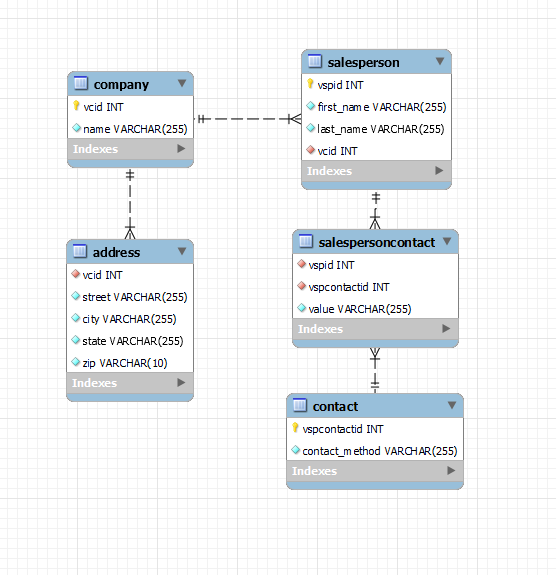 company
vcid INT
name VARCHAR(255)
Indexes
salesperson
vspid INT
first_name VARCHAR(255)
last_name VARCHAR(255)
vcid INT
Indexes
address
vcid INT
street VARCHAR(255)
city VARCHAR(255)
state VARCHAR(255)
zip VARCHAR(10)
Indexes
salespersoncontact
vspid INT
vspcontactid INT
value VARCHAR(255)
Indexes
contact
vspcontactid INT
contact_method VARCHAR(255)
Indexes